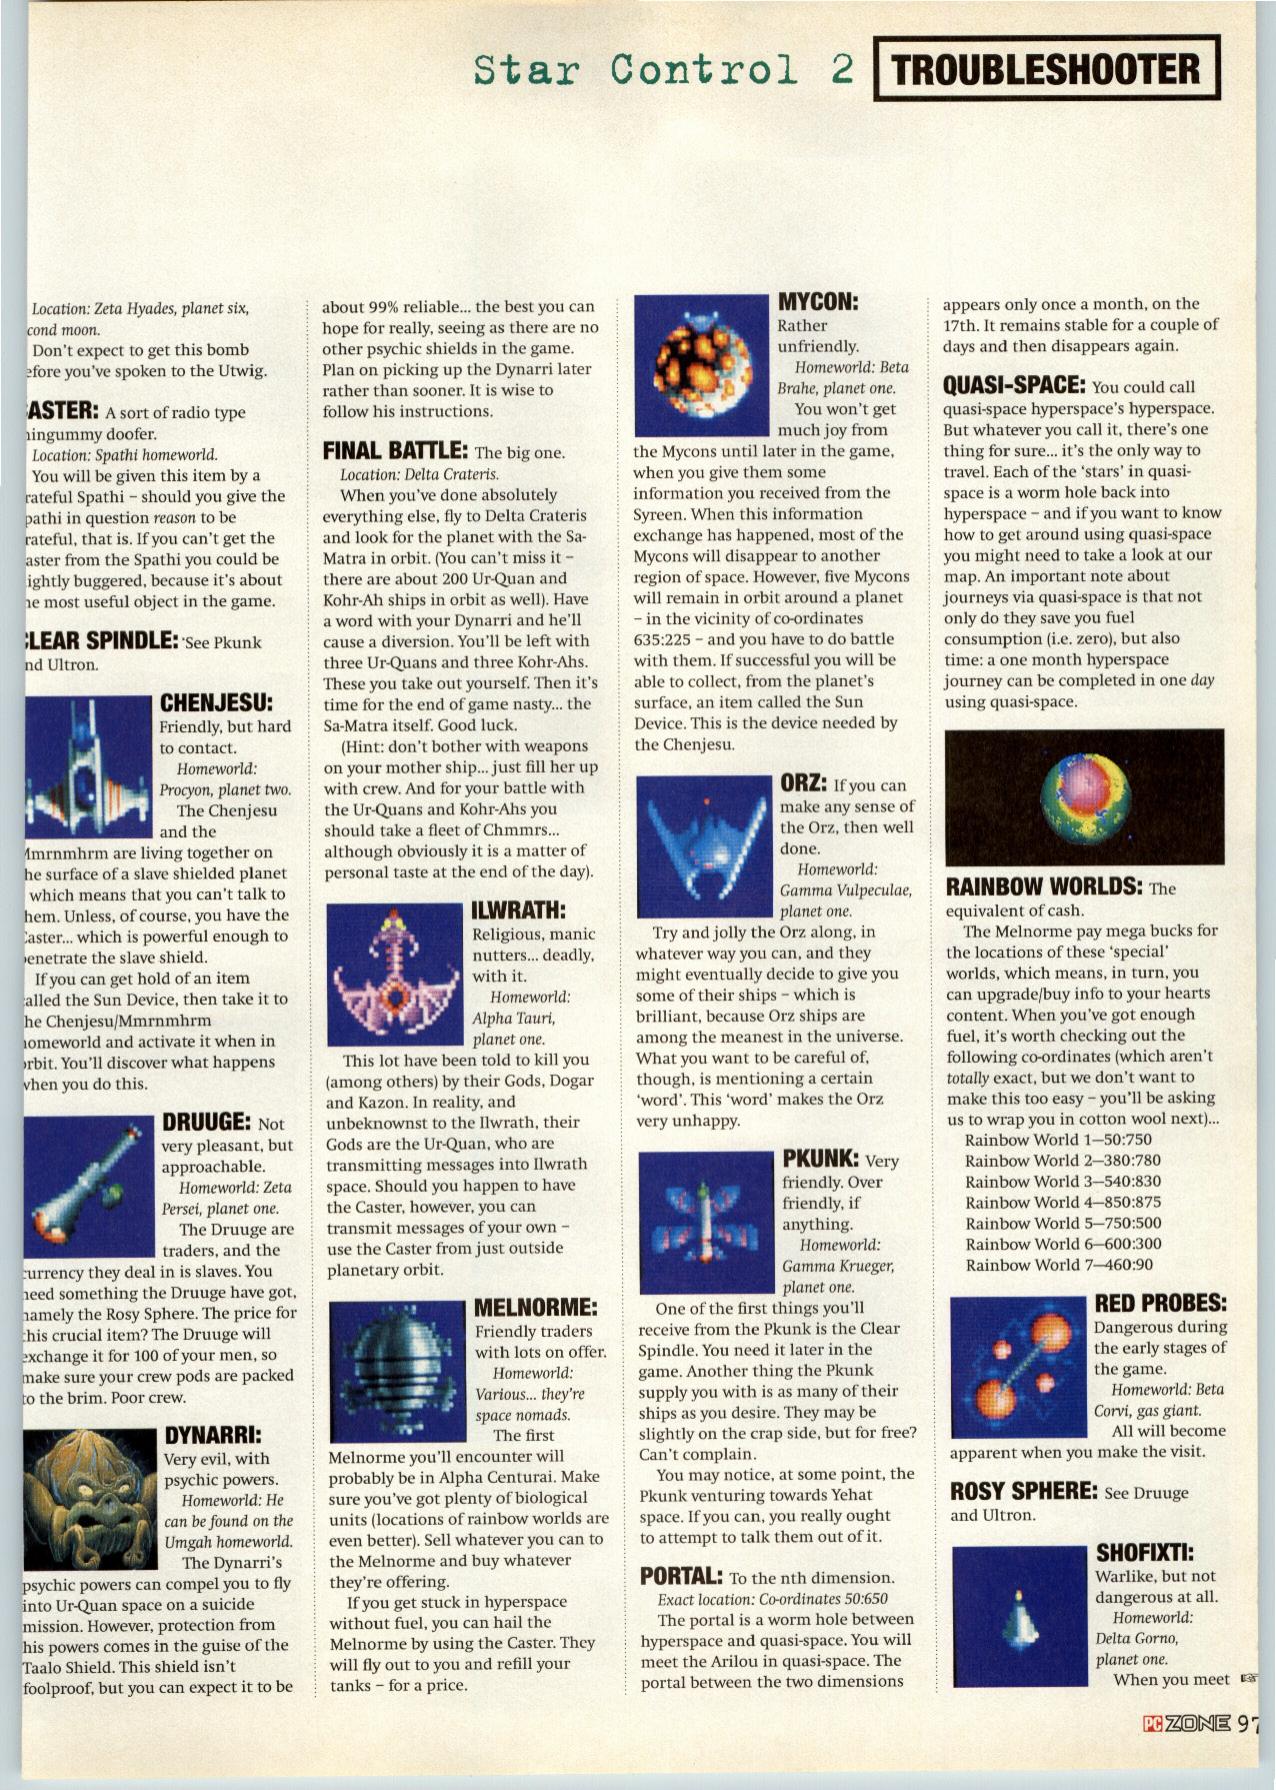 Star Control 2 TROUBLESHOOTER
Location: Zeta Hyades, planet six,
cond moon.
Don't expect to get this bomb
efore you've spoken to the Utwig.
ASTER: A sort of radio type
ingummy doofer.
Location: Spathi homeworld.
You will be given this item by a
rateful Spathi – should you give the
pathi in question reason to be
rateful, that is. If you can't get the
aster from the Spathi you could be
ightly buggered, because it's about
he most useful object in the game.
LEAR SPINDLE: See Pkunk
nd Ultron.
CHENJESU:
Friendly, but hard
to contact.
Homeworld:
Procyon, planet two.
The Chenjesu
and the
Mmrnmhrm are living together on
he surface of a slave shielded planet
which means that you can't talk to
hem. Unless, of course, you have the
Caster... which is powerful enough to
penetrate the slave shield.
If you can get hold of an item
alled the Sun Device, then take it to
he Chenjesu/Mmrnmhrm
homeworld and activate it when in
orbit. You'll discover what happens
when you do this.
DRUUGE: Not
very pleasant, but
approachable.
Homeworld: Zeta
Persei, planet one.
The Druuge are
traders, and the
currency they deal in is slaves. You
need something the Druuge have got,
namely the Rosy Sphere. The price for
this crucial item? The Druuge will
exchange it for 100 of your men, so
make sure your crew pods are packed
to the brim. Poor crew.
DYNARRI:
Very evil, with
psychic powers.
Homeworld: He
can be found on the
Umgah homeworld.
The Dynarri's
psychic powers can compel you to fly
into Ur-Quan space on a suicide
mission. However, protection from
his powers comes in the guise of the
Taalo Shield. This shield isn't
foolproof, but you can expect it to be
about 99% reliable... the best you can
hope for really, seeing as there are no
other psychic shields in the game.
Plan on picking up the Dynarri later
rather than sooner. It is wise to
follow his instructions.
FINAL BATTLE: The big one.
Location: Delta Crateris.
When you've done absolutely
everything else, fly to Delta Crateris
and look for the planet with the Sa-
Matra in orbit. (You can't miss it –
there are about 200 Ur-Quan and
Kohr-Ah ships in orbit as well). Have
a word with your Dynarri and he'll
cause a diversion. You'll be left with
three Ur-Quans and three Kohr-Ahs.
These you take out yourself. Then it's
time for the end of game nasty... the
Sa-Matra itself. Good luck.
(Hint: don't bother with weapons
on your mother ship... just fill her up
with crew. And for your battle with
the Ur-Quans and Kohr-Ahs you
should take a fleet of Chmmrs...
although obviously it is a matter of
personal taste at the end of the day).
ILWRATH:
Religious, manic
nutters... deadly,
with it.
Homeworld:
Alpha Tauri,
planet one.
This lot have been told to kill you
(among others) by their Gods, Dogar
and Kazon. In reality, and
unbeknownst to the Ilwrath, their
Gods are the Ur-Quan, who are
transmitting messages into Ilwrath
space. Should you happen to have
the Caster, however, you can
transmit messages of your own –
use the Caster from just outside
planetary orbit.
MELNORME:
Friendly traders
with lots on offer.
Homeworld:
Various... they're
space nomads.
The first
Melnorme you'll encounter will
probably be in Alpha Centurai. Make
sure you've got plenty of biological
units (locations of rainbow worlds are
even better). Sell whatever you can to
the Melnorme and buy whatever
they're offering.
If you get stuck in hyperspace
without fuel, you can hail the
Melnorme by using the Caster. They
will fly out to you and refill your
tanks – for a price.
MYCON:
Rather
unfriendly.
Homeworld: Beta
Brahe, planet one.
You won't get
much joy from
the Mycons until later in the game,
when you give them some
information you received from the
Syreen. When this information
exchange has happened, most of the
Mycons will disappear to another
region of space. However, five Mycons
will remain in orbit around a planet
– in the vicinity of co-ordinates
635:225 – and you have to do battle
with them. If successful you will be
able to collect, from the planet's
surface, an item called the Sun
Device. This is the device needed by
the Chenjesu.
ORZ: If you can
make any sense of
the Orz, then well
done.
Homeworld:
Gamma Vulpeculae,
planet one.
Try and jolly the Orz along, in
whatever way you can, and they
might eventually decide to give you
some of their ships – which is
brilliant, because Orz ships are
among the meanest in the universe.
What you want to be careful of,
though, is mentioning a certain
'word'. This 'word' makes the Orz
very unhappy.
PKUNK: Very
friendly. Over
friendly, if
anything.
Homeworld:
Gamma Krueger,
planet one.
One of the first things you'll
receive from the Pkunk is the Clear
Spindle. You need it later in the
game. Another thing the Pkunk
supply you with is as many of their
ships as you desire. They may be
slightly on the crap side, but for free?
Can't complain.
You may notice, at some point, the
Pkunk venturing towards Yehat
space. If you can, you really ought
to attempt to talk them out of it.
PORTAL: To the nth dimension.
Exact location: Co-ordinates 50:650
The portal is a worm hole between
hyperspace and quasi-space. You will
meet the Arilou in quasi-space. The
portal between the two dimensions
appears only once a month, on the
17th. It remains stable for a couple of
days and then disappears again.
QUASI-SPACE: You could call
quasi-space hyperspace's hyperspace.
But whatever you call it, there's one
thing for sure... it's the only way to
travel. Each of the 'stars' in quasi-
space is a worm hole back into
hyperspace – and if you want to know
how to get around using quasi-space
you might need to take a look at our
map. An important note about
journeys via quasi-space is that not
only do they save you fuel
consumption (i.e. zero), but also
time: a one month hyperspace
journey can be completed in one day
using quasi-space.
RAINBOW WORLDS: The
equivalent of cash.
The Melnorme pay mega bucks for
the locations of these 'special'
worlds, which means, in turn, you
can upgrade/buy info to your hearts
content. When you've got enough
fuel, it's worth checking out the
following co-ordinates (which aren't
totally exact, but we don't want to
make this too easy – you'll be asking
us to wrap you in cotton wool next)...
Rainbow World 1—50:750
Rainbow World 2—380:780
Rainbow World 3—540:830
Rainbow World 4—850:875
Rainbow World 5—750:500
Rainbow World 6—600:300
Rainbow World 7—460:90
RED PROBES:
Dangerous during
the early stages of
the game.
Homeworld: Beta
Corvi, gas giant.
All will become
apparent when you make the visit.
ROSY SPHERE: See Druuge
and Ultron.
SHOFIXTI:
Warlike, but not
dangerous at all.
Homeworld:
Delta Gorno,
planet one.
When you meet
PC ZONE 97